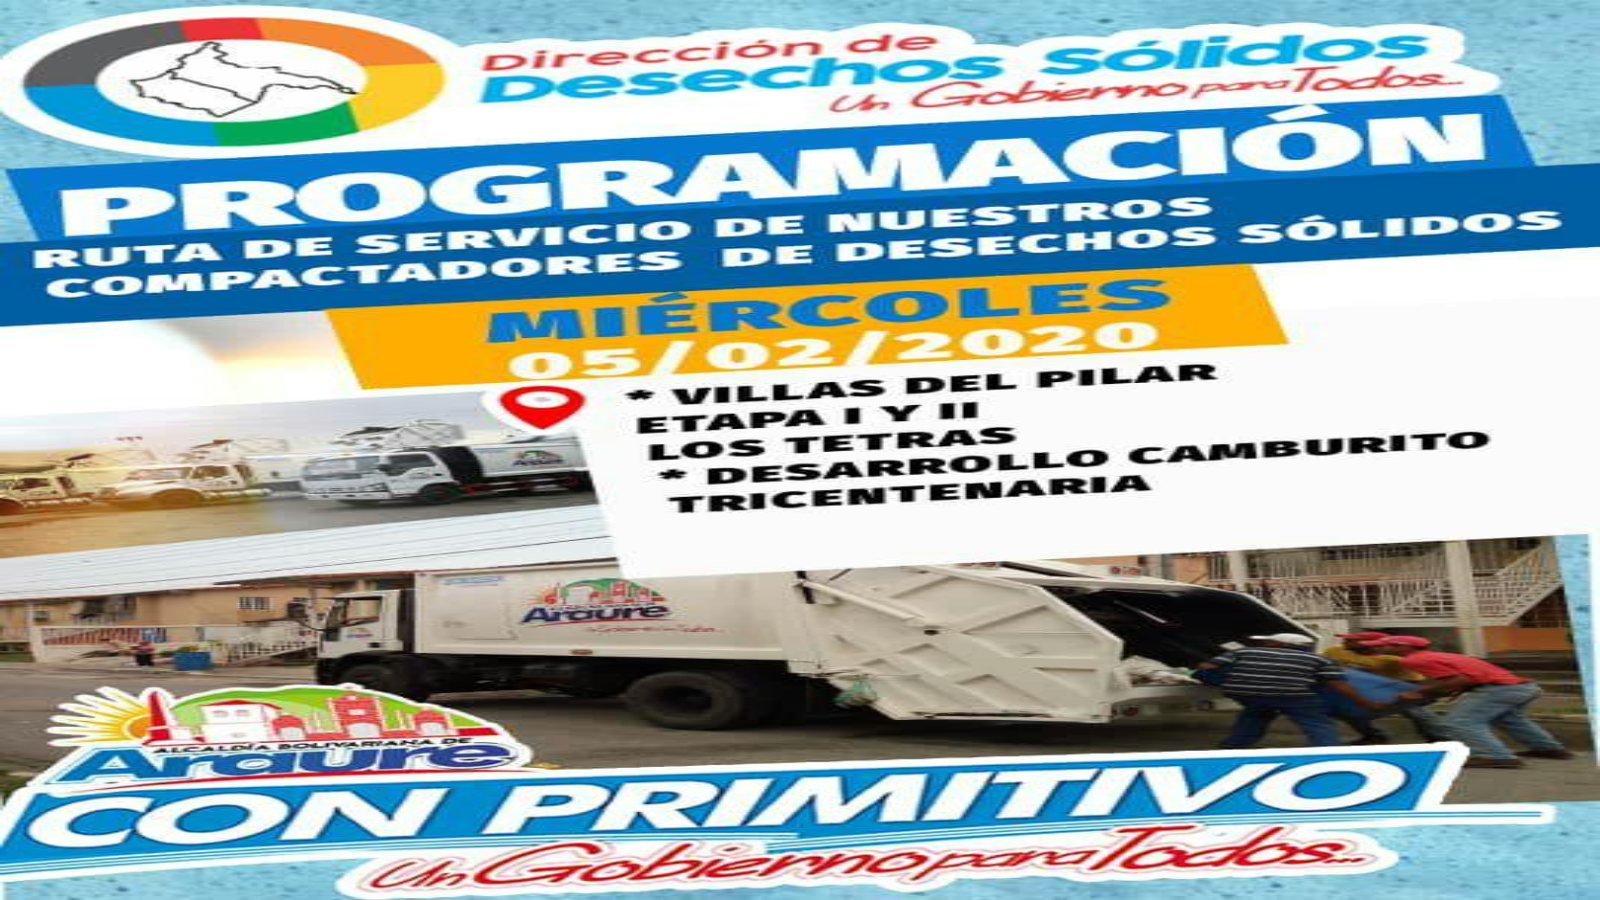 Dirección de
Desechos Sólidos
Un Gobierno para Todos...
PROGRAMACIÓN
RUTA DE SERVICIO DE NUESTROS
COMPACTADORES DE DESECHOS SÓLIDOS
MIÉRCOLES
05/02/2020
* VILLAS DEL PILAR
ETAPA I Y II
LOS TETRAS
* DESARROLLO CAMBURITO
TRICENTENARIA
Araure
ALCALDÍA BOLIVARIANA DE
Araure
CON PRIMITIVO
Un Gobierno para Todos...